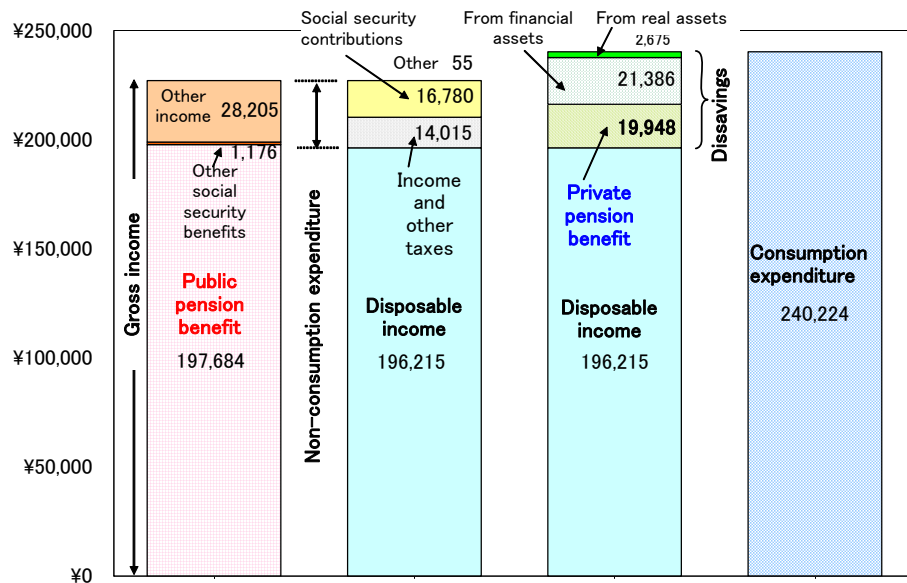 ¥250,000
¥200,000
¥150,000
¥100,000
¥50,000
¥0
Gross income
Other
income 28,205
1,176
Other
social
security
benefits
Public
pension
benefit
197,684
Non-consumption expenditure
Social security
contributions
Other 55
16,780
14,015
Income
and
other
taxes
Disposable
income
196,215
From financial
assets
From real assets
2,675
21,386
19,948
Dissavings
Private
pension
benefit
Disposable
income
196,215
Consumption
expenditure
240,224